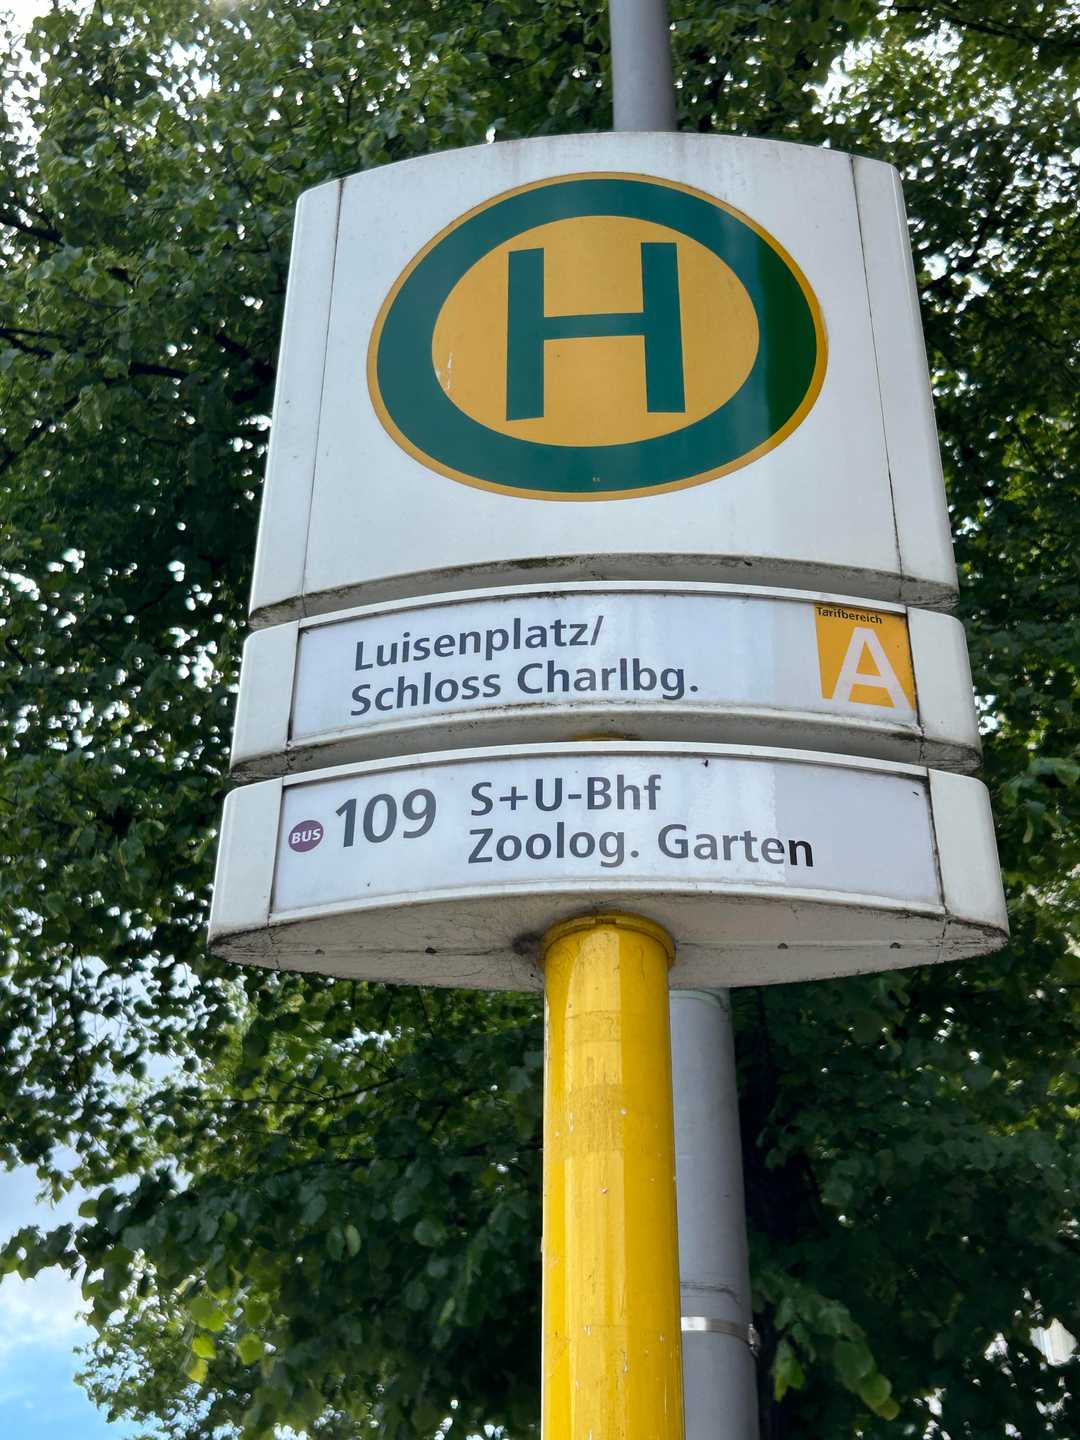 H
Luisenplatz/
Schloss Charlbg.
Tarifbereich
A
BUS 109 S+U-Bhf
Zoolog. Garten